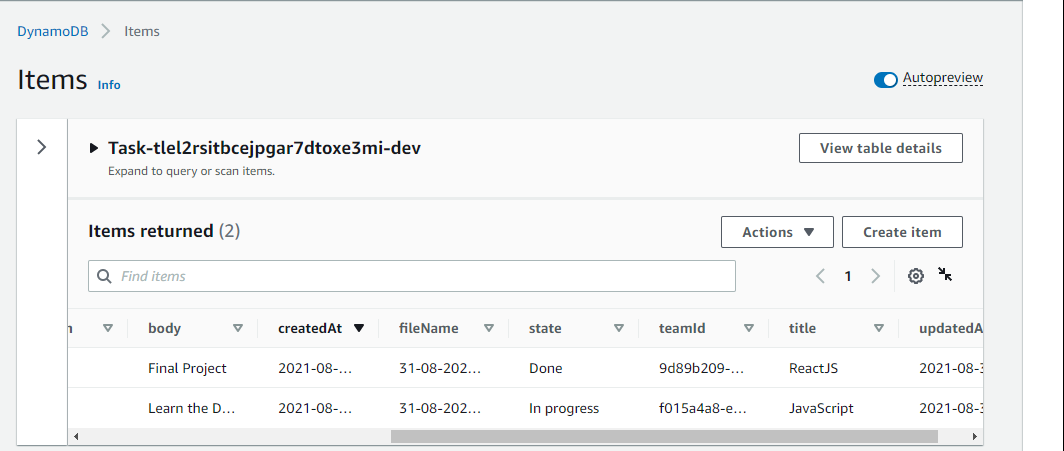 DynamoDB > Items
Items Info
Autopreview
Task-tlel2rsitbcejpgar7dtoxe3mi-dev
Expand to query or scan items.
View table details
Items returned (2)
Actions
Create item
Find items
1
body createdAt fileName state teamId title updatedA
Final Project 2021-08-... 31-08-202... Done 9d89b209-... ReactJS 2021-08-3
Learn the D... 2021-08-... 31-08-202... In progress f015a4a8-e... JavaScript 2021-08-3